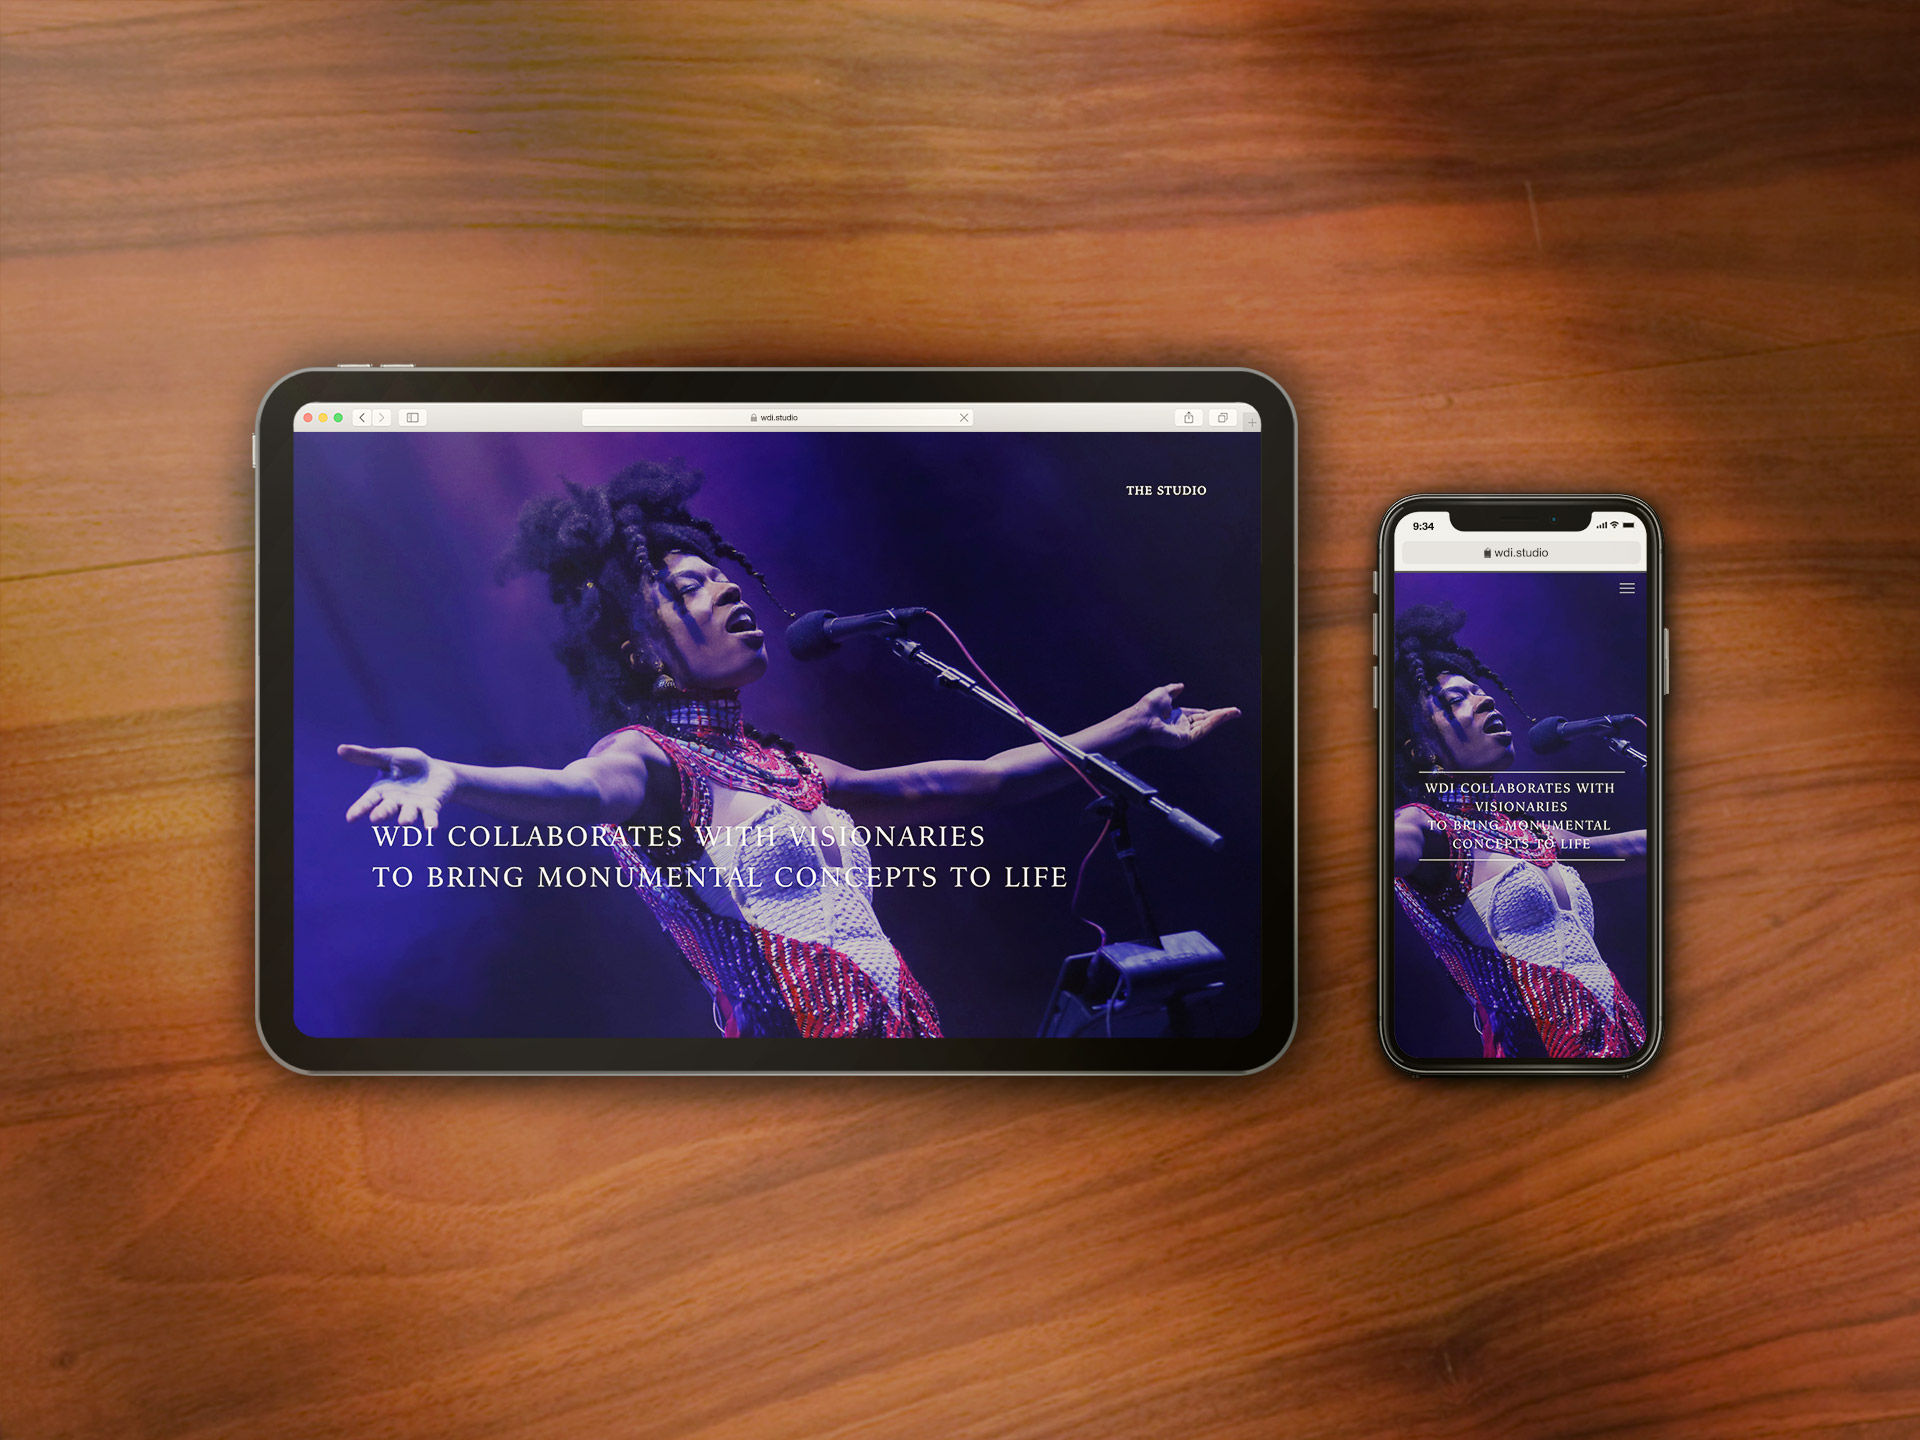 wdi.studio
THE STUDIO
WDI COLLABORATES WITH VISIONARIES
TO BRING MONUMENTAL CONCEPTS TO LIFE
9:34
wdi.studio
WDI COLLABORATES WITH
VISIONARIES
TO BRING MONUMENTAL
CONCEPTS TO LIFE